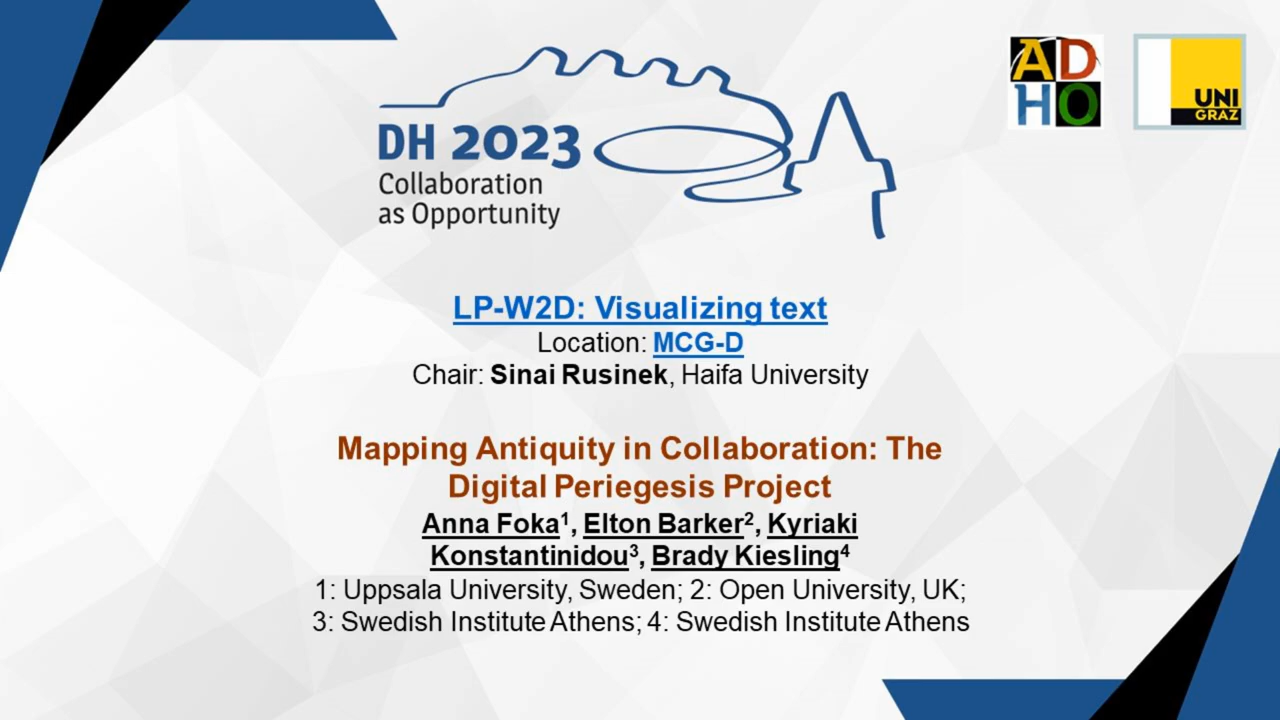 DH 2023
Collaboration
as Opportunity
AD
HO
UNI
GRAZ
LP-W2D: Visualizing text
Location: MCG-D
Chair: Sinai Rusinek, Haifa University
Mapping Antiquity in Collaboration: The
Digital Periegesis Project
Anna Foka¹, Elton Barker², Kyriaki
Konstantinidou³, Brady Kiesling⁴
1: Uppsala University, Sweden; 2: Open University, UK;
3: Swedish Institute Athens; 4: Swedish Institute Athens